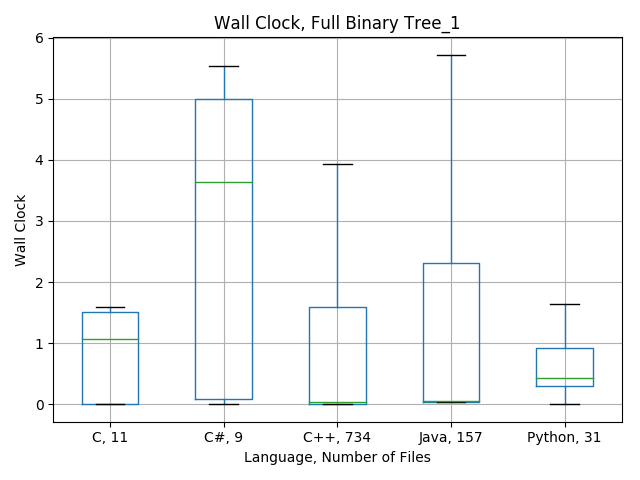 Wall Clock, Full Binary Tree_1
6
5
4
3
2
1
0
Wall Clock
C, 11
C#, 9
C++, 734
Java, 157
Python, 31
Language, Number of Files